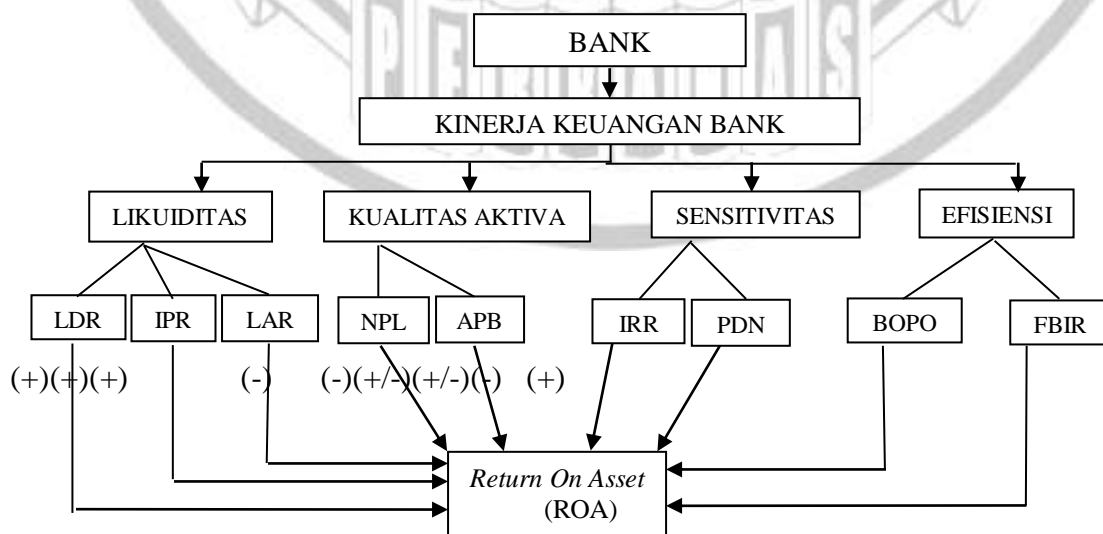 PERBANAS
BANK
KINERJA KEUANGAN BANK
LIKUIDITAS KUALITAS AKTIVA SENSITIVITAS EFISIENSI
LDR IPR LAR NPL APB IRR PDN BOPO FBIR
(+)(+)(+) (-) (-)(+/-)(+/-)(-) (+)
Return On Asset
(ROA)